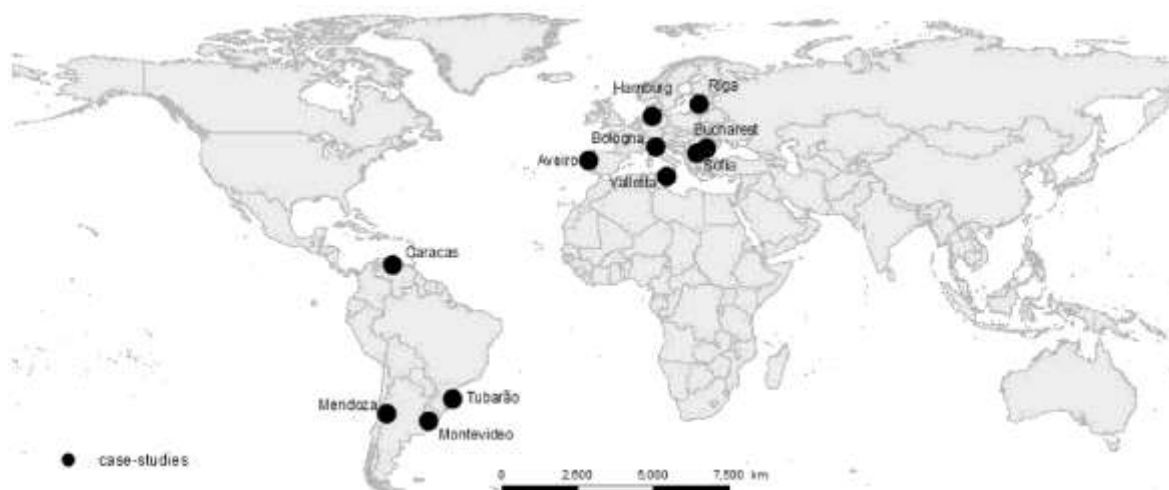 Hamburg
Riga
Bologna
Bucharest
Aveiro
Sofia
Valletta
Caracas
Mendoza
Tubarão
Montevideo
case-studies
0 2,500 5,000 7,500 km